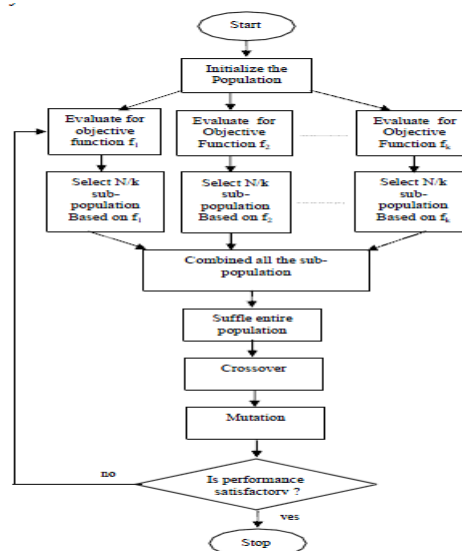 Start
Initialize the
Population
Evaluate for
objective
function f1
Evaluate for
Objective
Function f2
Evaluate for
Objective
Function fk
Select N/k
sub-
population
Based on f1
Select N/k
sub-
population
Based on f2
Select N/k
sub-
population
Based on fk
Combined all the sub-
population
Suffle entire
population
Crossover
Mutation
Is performance
satisfactory ?
no
yes
Stop